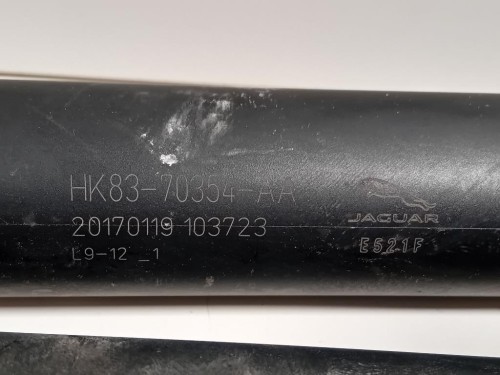 HK83-70354-AA
20170119 103723
L9-12 _1
JAGUAR
E521F